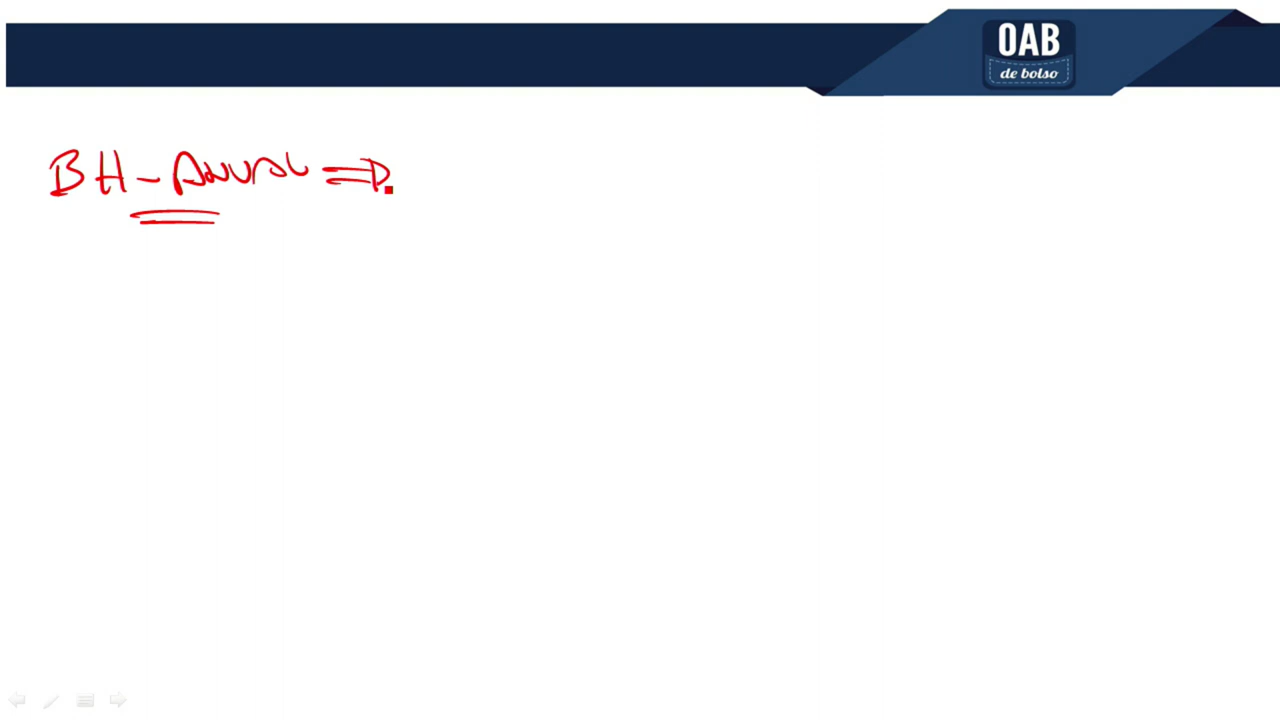 OAB
de bolso
BH - ANUAL ⇒